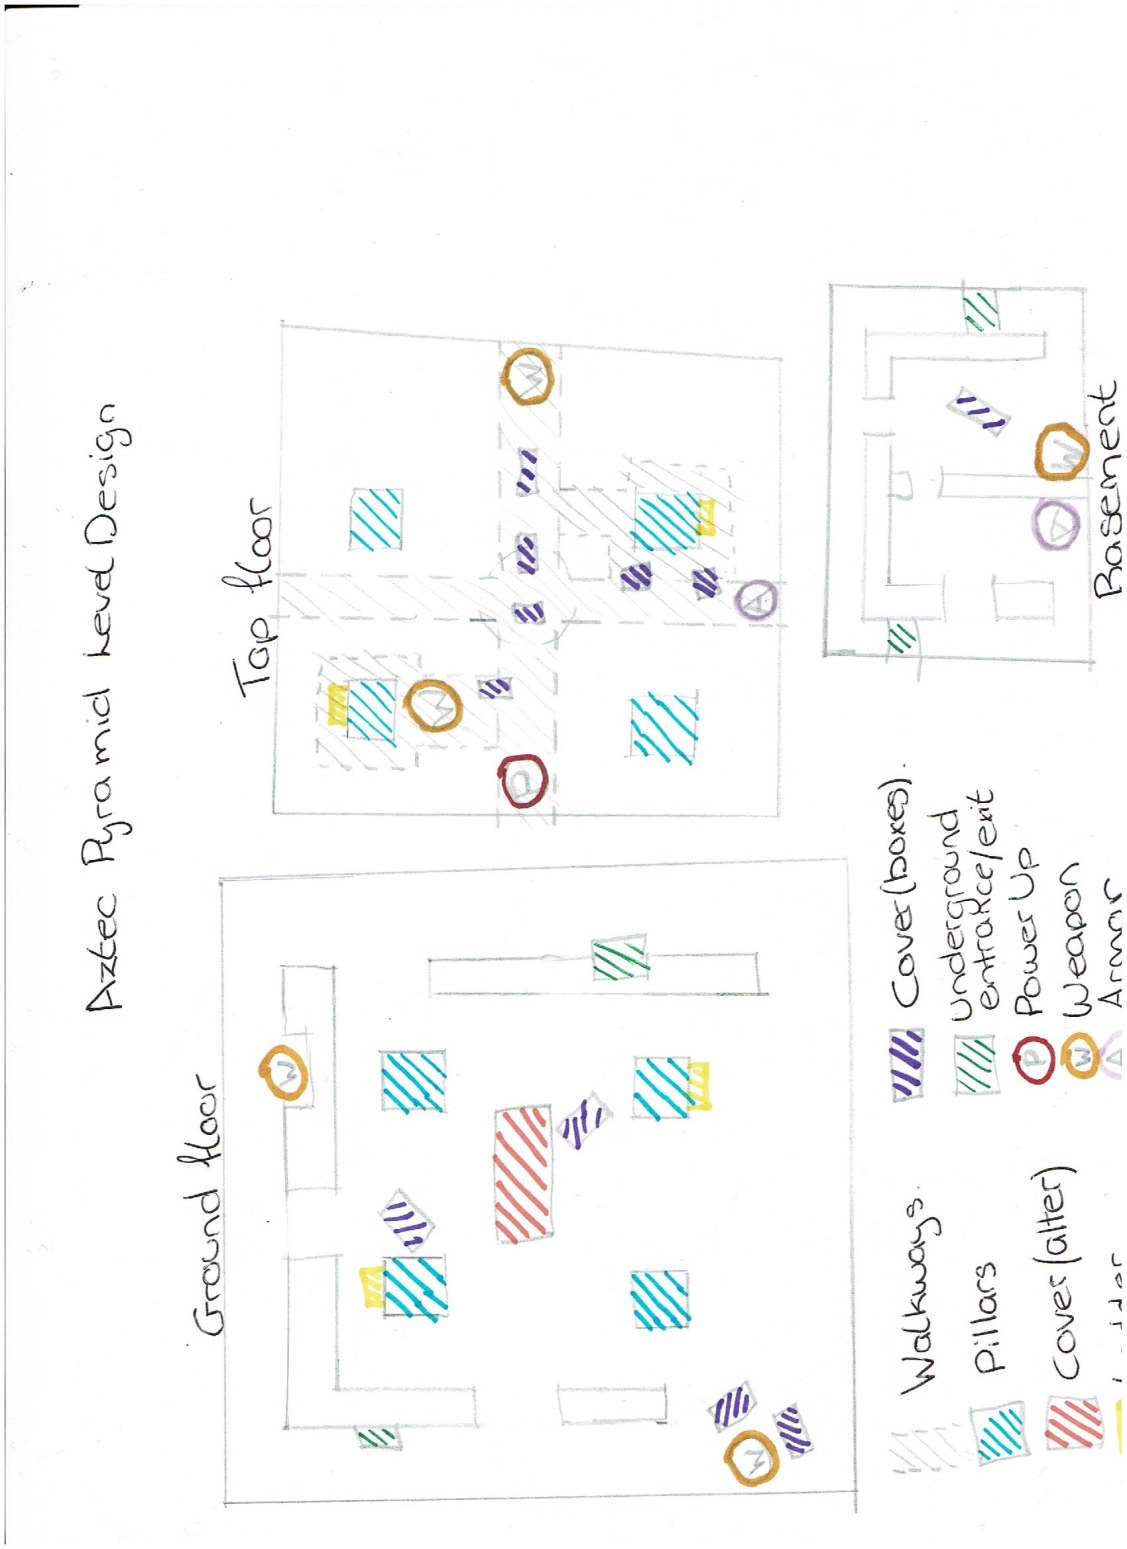 Aztec Pyramid Level Design
Ground floor
Top floor
W
W
W
P
W
A
W
A
Basement
Walkways.
Pillars
Cover (alter)
Cover (boxes).
Underground
entrance/exit
P
Power Up
W
Weapon
A
Armor